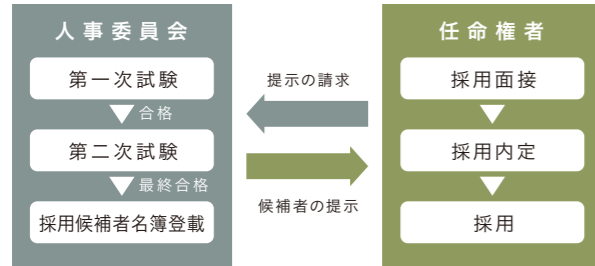 人事委員会
第一次試験
合格
第二次試験
最終合格
採用候補者名簿登載
提示の請求
候補者の提示
任命権者
採用面接
採用内定
採用